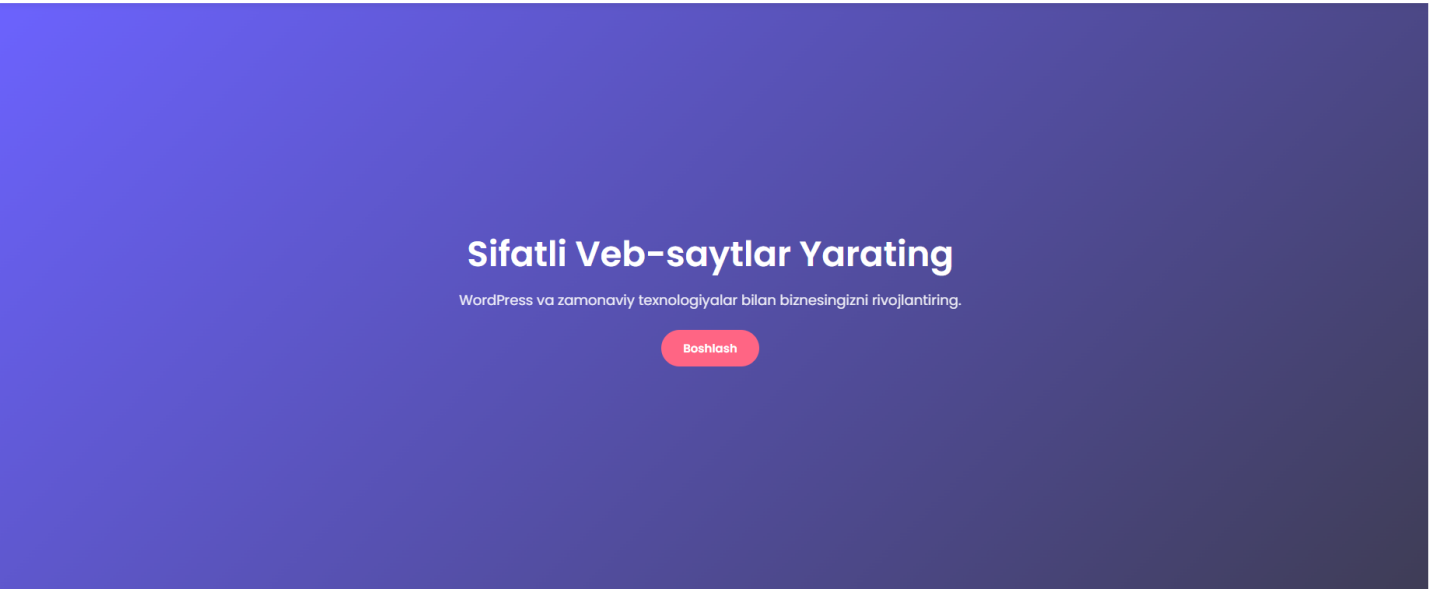 Sifatli Veb-saytlar Yarating
WordPress va zamonaviy texnologiyalar bilan biznesingizni rivojlantiring.
Boshlash